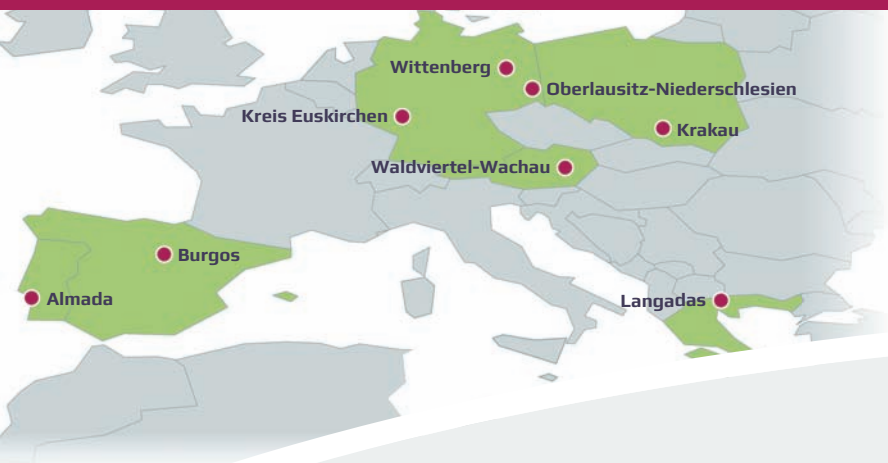 Wittenberg
Oberlausitz-Niederschlesien
Kreis Euskirchen
Krakau
Waldviertel-Wachau
Burgos
Almada
Langadas